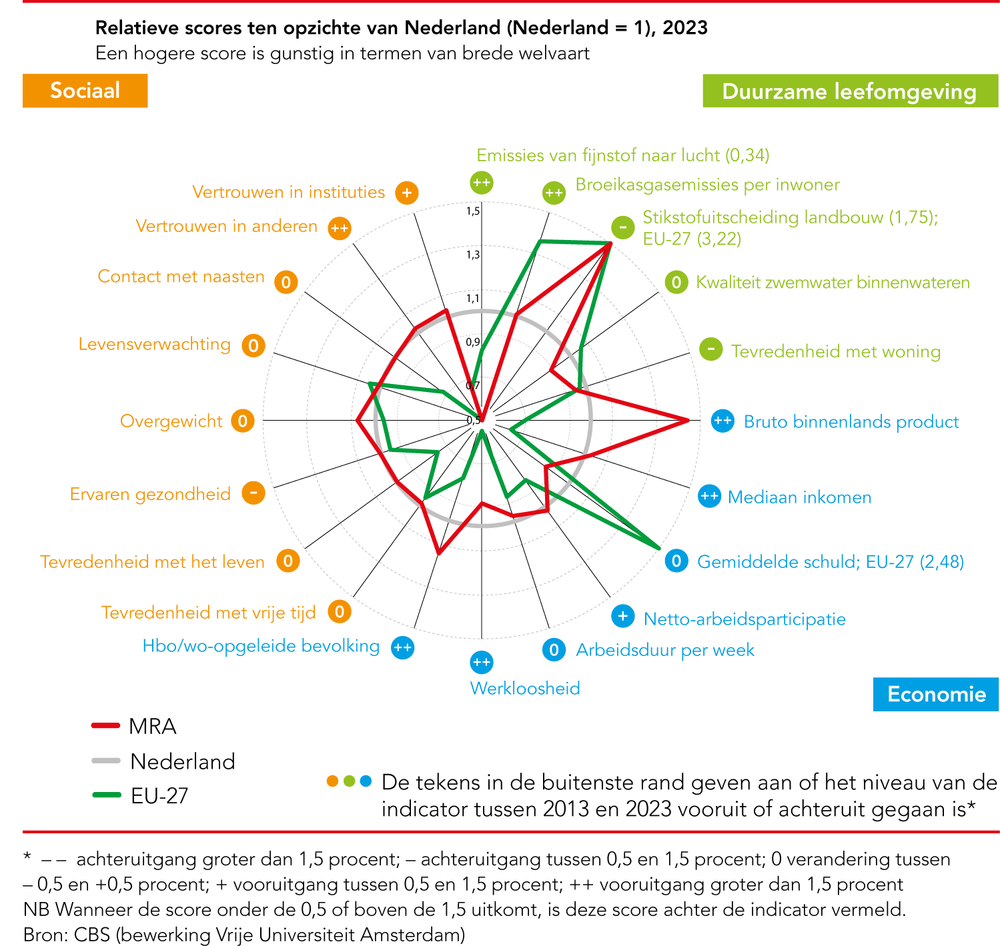 Relatieve scores ten opzichte van Nederland (Nederland = 1), 2023
Een hogere score is gunstig in termen van brede welvaart
Sociaal
Duurzame leefomgeving
Emissies van fijnstof naar lucht (0,34)
++
Broeikasgasemissies per inwoner
++
Stikstofuitscheiding landbouw (1,75);
EU-27 (3,22)
–
Kwaliteit zwemwater binnenwateren
0
Tevredenheid met woning
–
Bruto binnenlands product
++
Mediaan inkomen
++
Gemiddelde schuld; EU-27 (2,48)
0
Netto-arbeidsparticipatie
+
Arbeidsduur per week
0
Werkloosheid
++
Hbo/wo-opgeleide bevolking
++
Tevredenheid met vrije tijd
0
Tevredenheid met het leven
0
Ervaren gezondheid
–
Overgewicht
0
Levensverwachting
0
Contact met naasten
0
Vertrouwen in anderen
++
Vertrouwen in instituties
+
1,5
1,3
1,1
0,9
0,7
0,5
Economie
MRA
Nederland
EU-27
De tekens in de buitenste rand geven aan of het niveau van de
indicator tussen 2013 en 2023 vooruit of achteruit gegaan is*
* – – achteruitgang groter dan 1,5 procent; – achteruitgang tussen 0,5 en 1,5 procent; 0 verandering tussen
– 0,5 en +0,5 procent; + vooruitgang tussen 0,5 en 1,5 procent; ++ vooruitgang groter dan 1,5 procent
NB Wanneer de score onder de 0,5 of boven de 1,5 uitkomt, is deze score achter de indicator vermeld.
Bron: CBS (bewerking Vrije Universiteit Amsterdam)